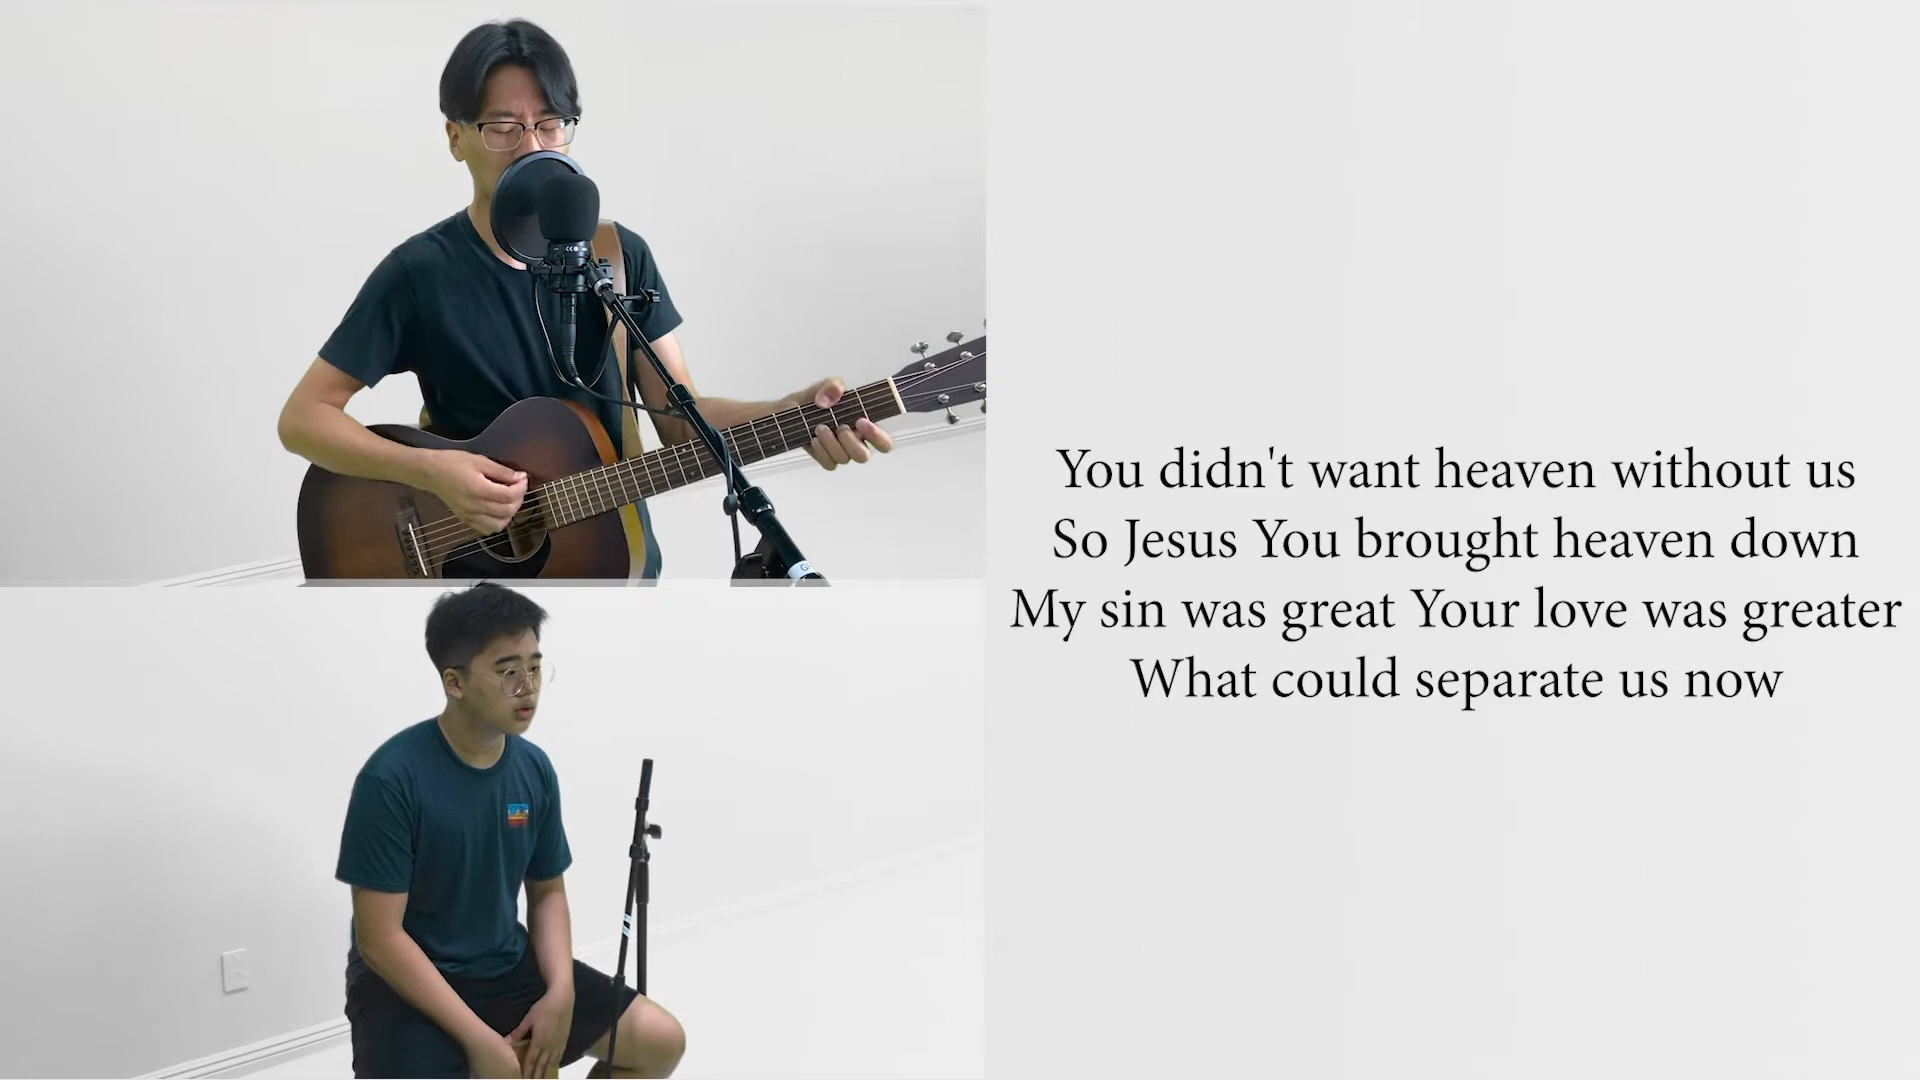 You didn't want heaven without us
So Jesus You brought heaven down
My sin was great Your love was greater
What could separate us now